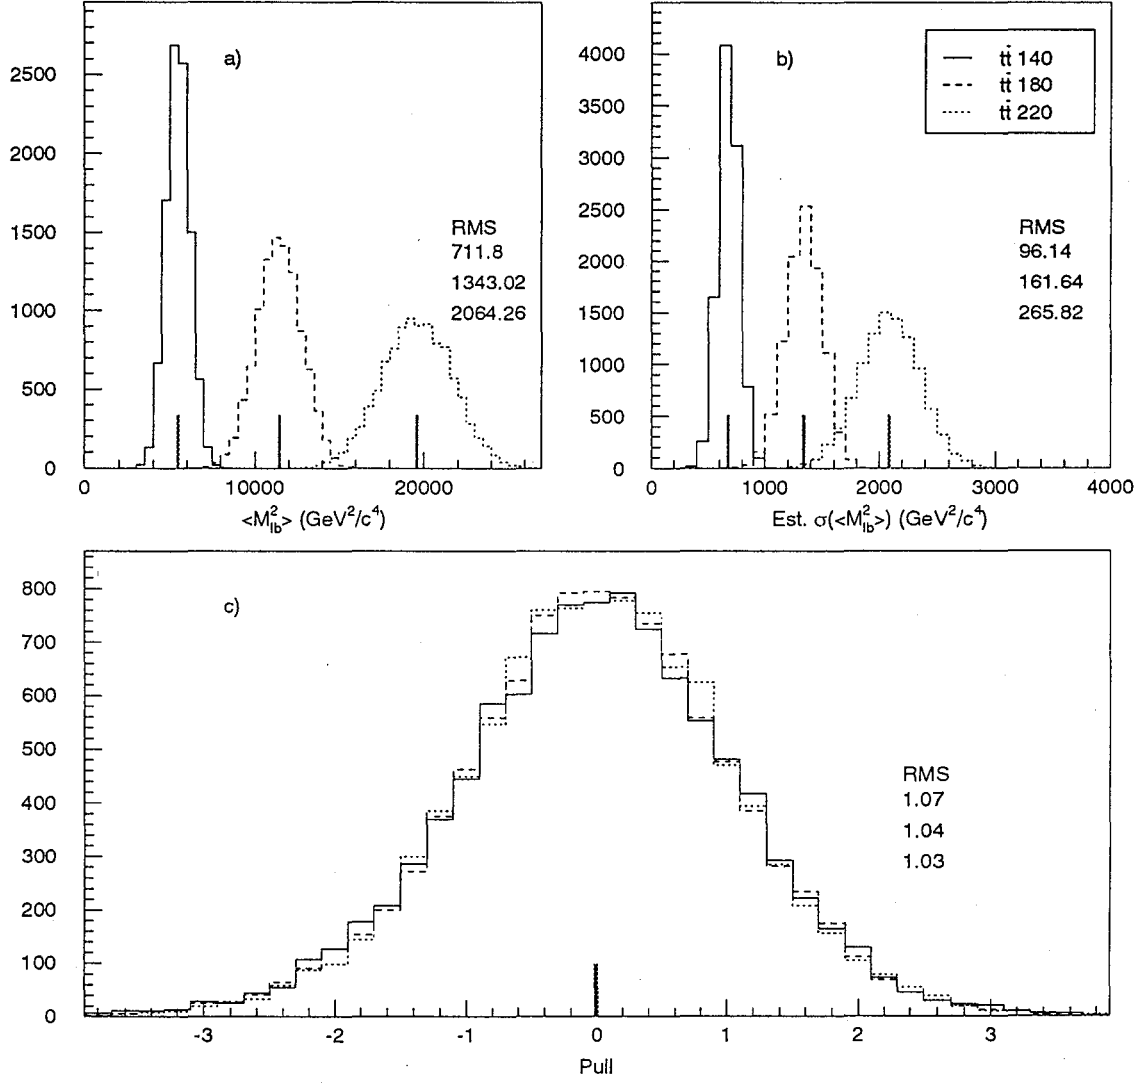 a)
2500
2000
1500
1000
500
0
RMS
711.8
1343.02
2064.26
0 10000 20000
<M²lb> (GeV²/c⁴)
b)
tt̄ 140
tt̄ 180
tt̄ 220
4000
3500
3000
2500
2000
1500
1000
500
0
RMS
96.14
161.64
265.82
0 1000 2000 3000 4000
Est. σ(<M²lb>) (GeV²/c⁴)
c)
800
700
600
500
400
300
200
100
0
RMS
1.07
1.04
1.03
-3 -2 -1 0 1 2 3
Pull